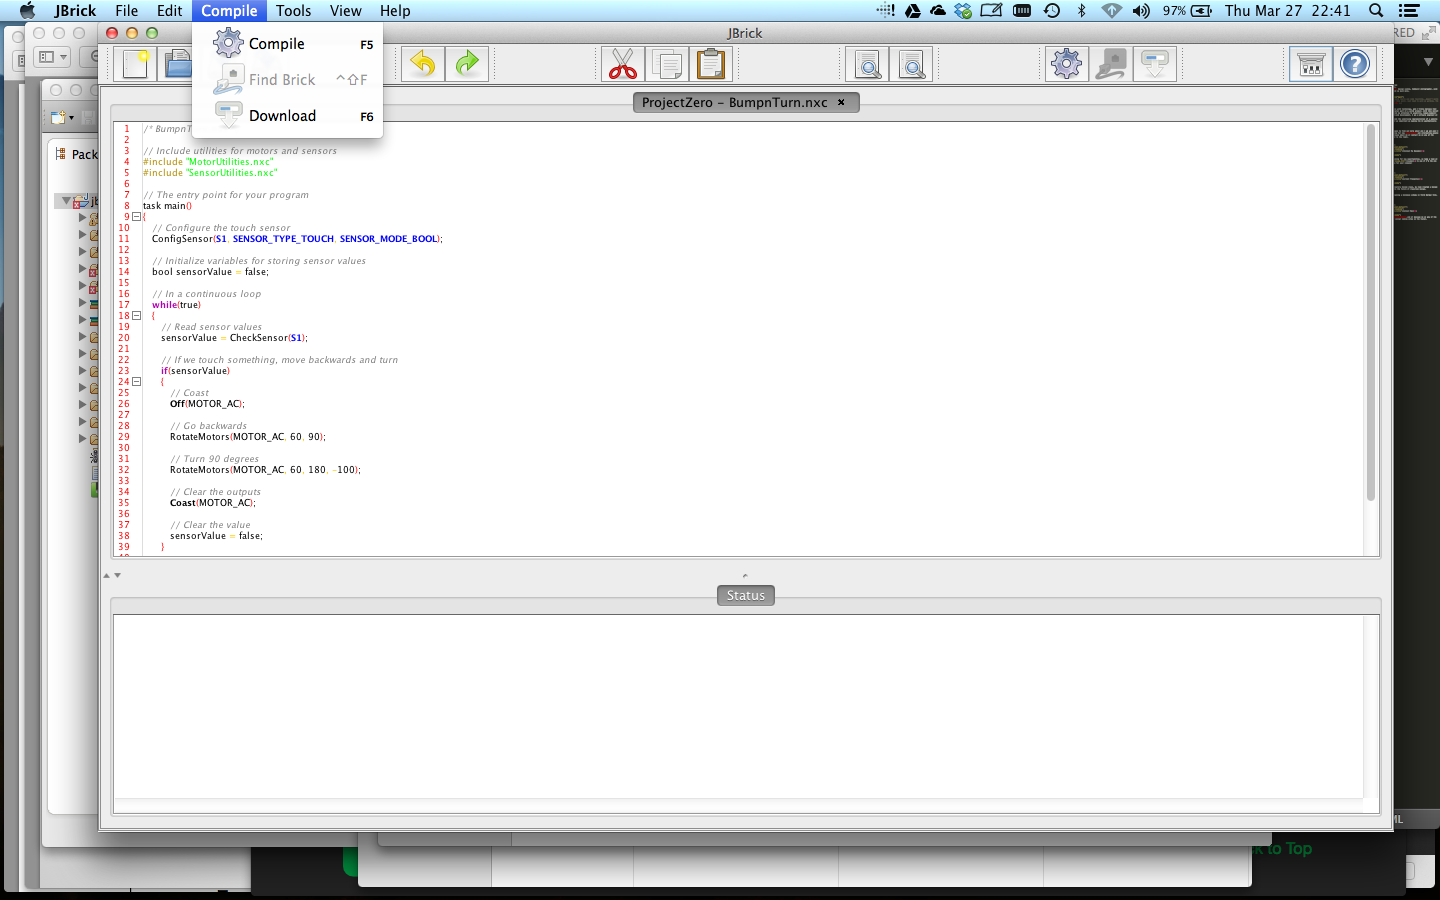 JBrick File Edit Compile Tools View Help 97% Thu Mar 27 22:41
Compile F5
Find Brick ^⇧F
Download F6
JBrick
RED
Pack
ProjectZero – BumpnTurn.nxc ×
1 /* BumpnT
2
3 // Include utilities for motors and sensors
4 #include "MotorUtilities.nxc"
5 #include "SensorUtilities.nxc"
6
7 // The entry point for your program
8 task main()
9 {
10 // Configure the touch sensor
11 ConfigSensor(S1, SENSOR_TYPE_TOUCH, SENSOR_MODE_BOOL);
12
13 // Initialize variables for storing sensor values
14 bool sensorValue = false;
15
16 // In a continuous loop
17 while(true)
18 {
19 // Read sensor values
20 sensorValue = CheckSensor(S1);
21
22 // If we touch something, move backwards and turn
23 if(sensorValue)
24 {
25 // Coast
26 Off(MOTOR_AC);
27
28 // Go backwards
29 RotateMotors(MOTOR_AC, 60, 90);
30
31 // Turn 90 degrees
32 RotateMotors(MOTOR_AC, 60, 180, -100);
33
34 // Clear the outputs
35 Coast(MOTOR_AC);
36
37 // Clear the value
38 sensorValue = false;
39 }
Status
ML
to Top